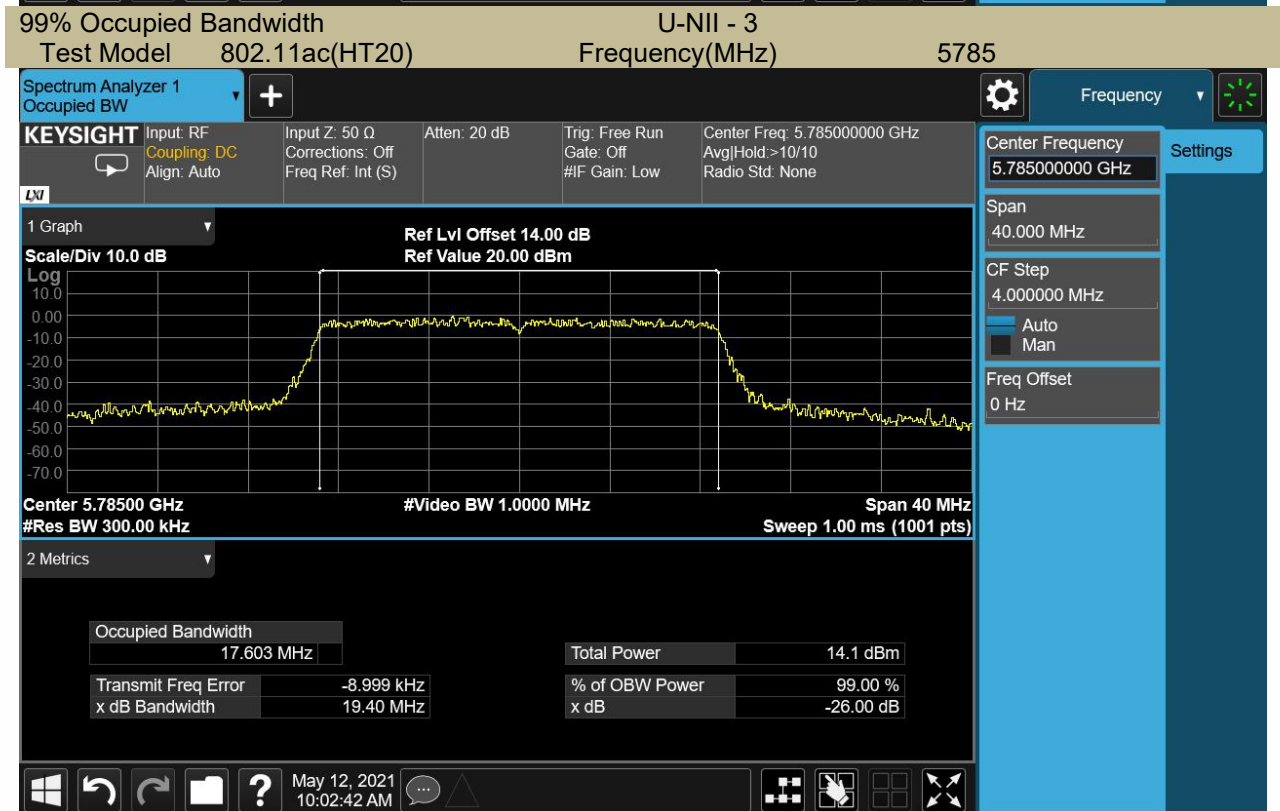 99% Occupied Bandwidth U-NII - 3
Test Model 802.11ac(HT20) Frequency(MHz) 5785
Spectrum Analyzer 1
Occupied BW
+
Frequency
KEYSIGHT
LXI
Input: RF
Coupling: DC
Align: Auto
Input Z: 50 Ω
Corrections: Off
Freq Ref: Int (S)
Atten: 20 dB
Trig: Free Run
Gate: Off
#IF Gain: Low
Center Freq: 5.785000000 GHz
Avg|Hold:>10/10
Radio Std: None
Center Frequency
5.785000000 GHz
Settings
Span
40.000 MHz
CF Step
4.000000 MHz
Auto
Man
Freq Offset
0 Hz
1 Graph
Scale/Div 10.0 dB
Ref Lvl Offset 14.00 dB
Ref Value 20.00 dBm
Log
10.0
0.00
-10.0
-20.0
-30.0
-40.0
-50.0
-60.0
-70.0
Center 5.78500 GHz #Video BW 1.0000 MHz Span 40 MHz
#Res BW 300.00 kHz Sweep 1.00 ms (1001 pts)
2 Metrics
Occupied Bandwidth
17.603 MHz
Total Power 14.1 dBm
Transmit Freq Error -8.999 kHz
% of OBW Power 99.00 %
x dB Bandwidth 19.40 MHz
x dB -26.00 dB
?
May 12, 2021
10:02:42 AM